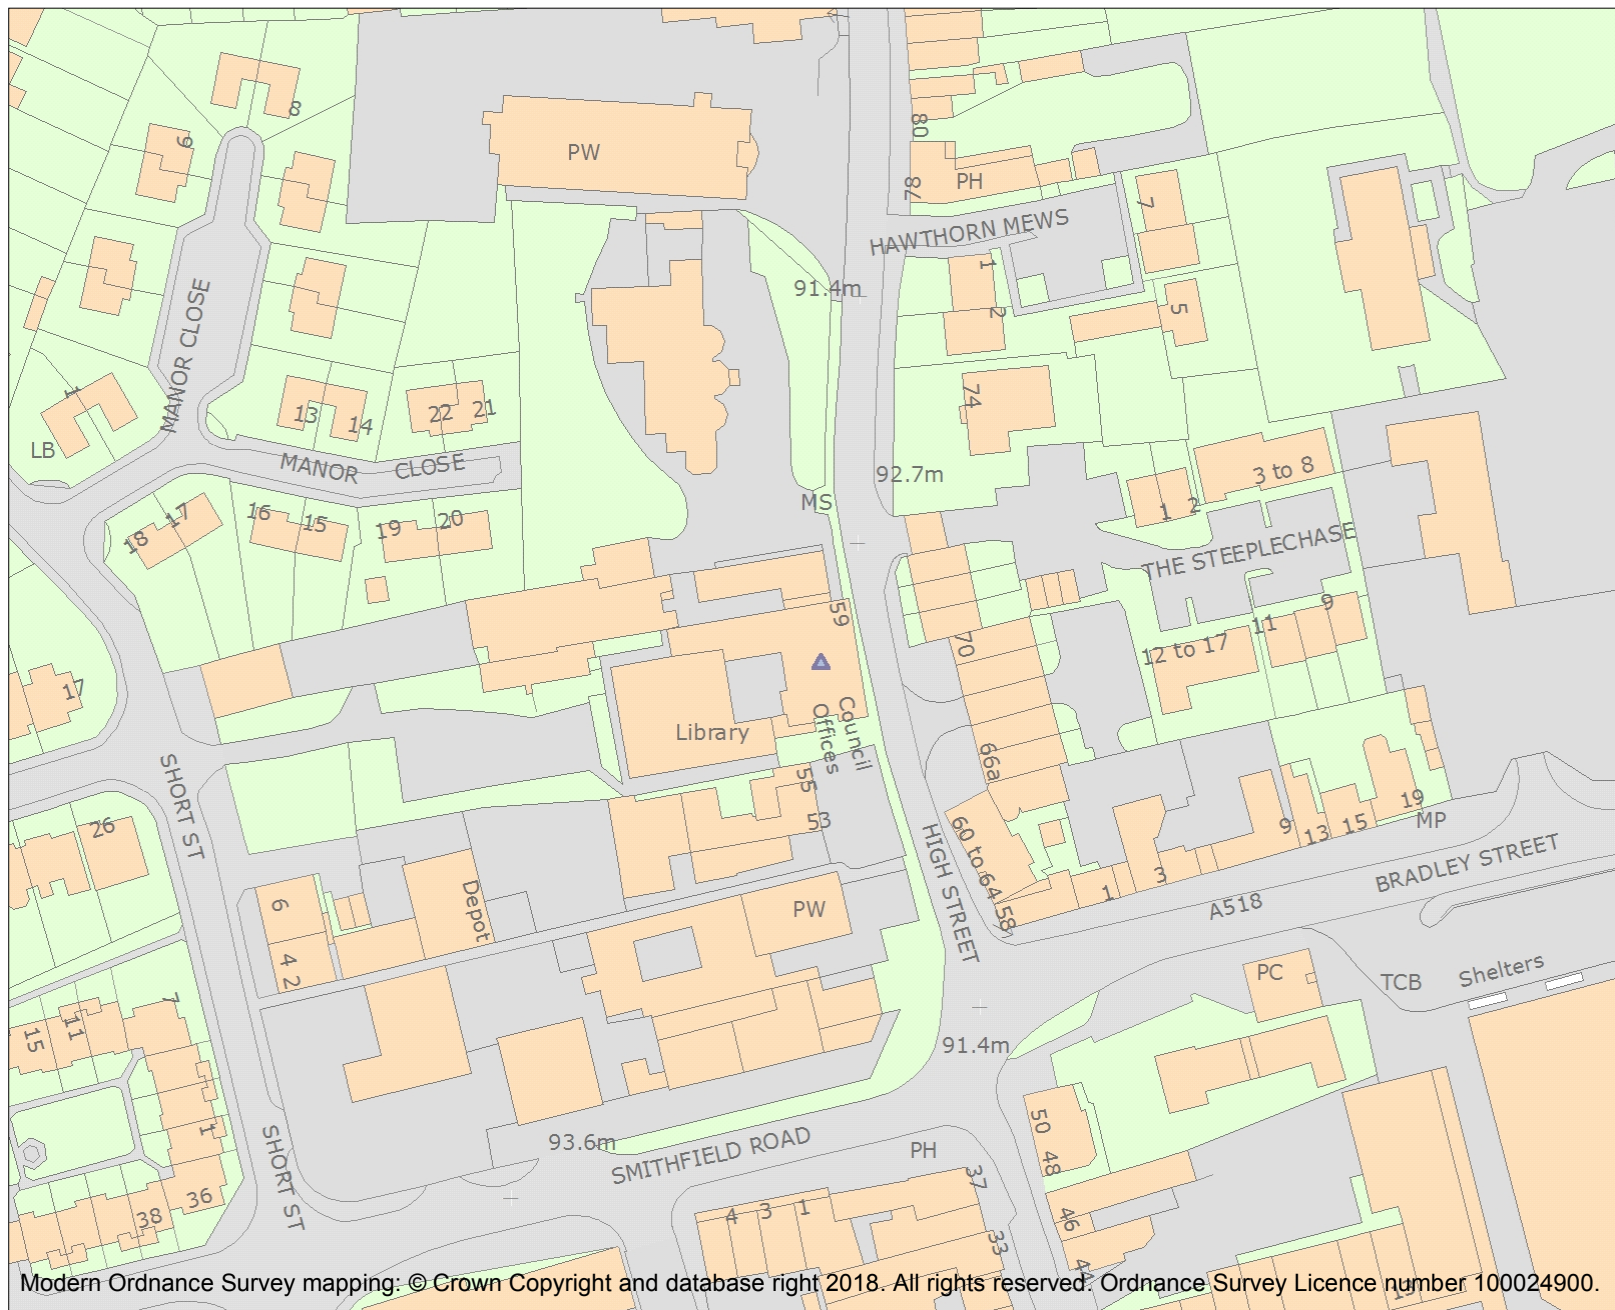 8
9
PW
80
78
PH
7
HAWTHORN MEWS
1
2
91.4m
5
MANOR CLOSE
1
LB
13
14
22
21
74
MANOR CLOSE
92.7m
MS
3 to 8
1
2
THE STEEPLECHASE
18
17
16
15
19
20
59
9
11
12 to 17
70
17
Library
Council
Offices
66a
SHORT ST
55
53
26
60 to 64
58
HIGH STREET
9
13
15
19
MP
1
3
BRADLEY STREET
A518
6
4
2
Depot
PW
PC
TCB
Shelters
7
11
15
91.4m
1
36
38
SHORT ST
93.6m
SMITHFIELD ROAD
PH
50
48
46
44
37
33
4
3
1
Modern Ordnance Survey mapping: © Crown Copyright and database right 2018. All rights reserved. Ordnance Survey Licence number 100024900.